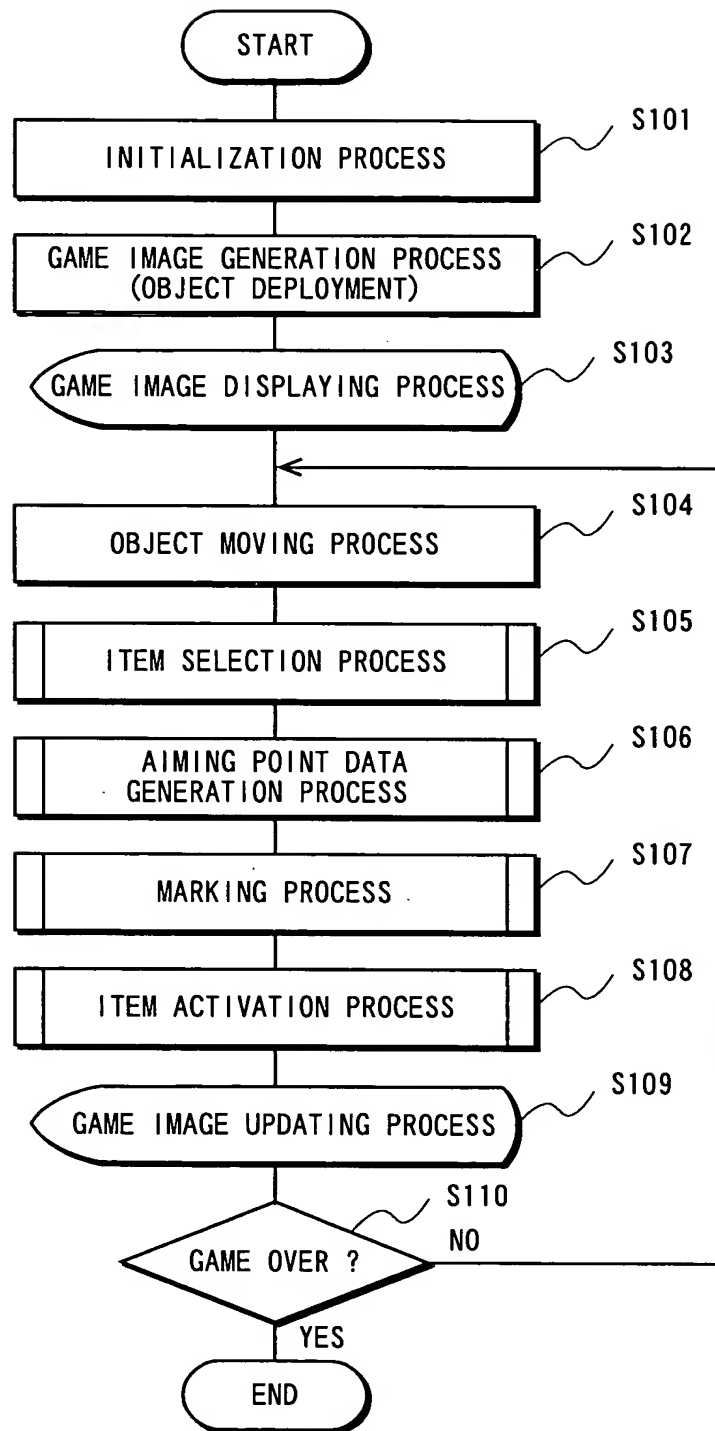 START
S101
INITIALIZATION PROCESS
S102
GAME IMAGE GENERATION PROCESS
(OBJECT DEPLOYMENT)
S103
GAME IMAGE DISPLAYING PROCESS
S104
OBJECT MOVING PROCESS
S105
ITEM SELECTION PROCESS
S106
AIMING POINT DATA
GENERATION PROCESS
S107
MARKING PROCESS
S108
ITEM ACTIVATION PROCESS
S109
GAME IMAGE UPDATING PROCESS
S110
GAME OVER ?
NO
YES
END